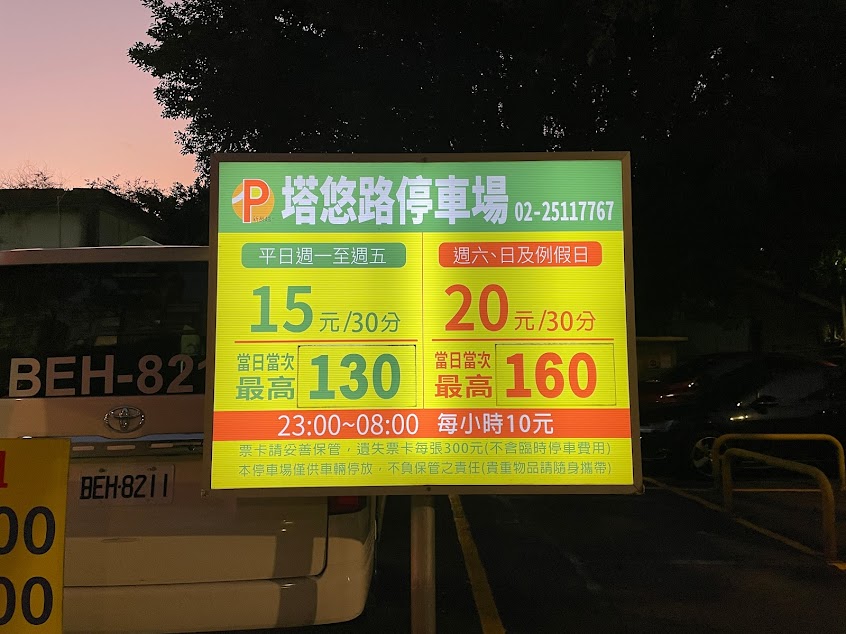 P 塔悠路停車場 02-25117767
平日週一至週五
15元/30分
當日當次
最高 130
週六、日及例假日
20元/30分
當日當次
最高 160
23:00~08:00 每小時10元
票卡請妥善保管，遺失票卡每張300元(不含臨時停車費用)
本停車場僅供車輛停放，不負保管之責任(貴重物品請隨身攜帶)
BEH-821
BEH-8211
1
00
00